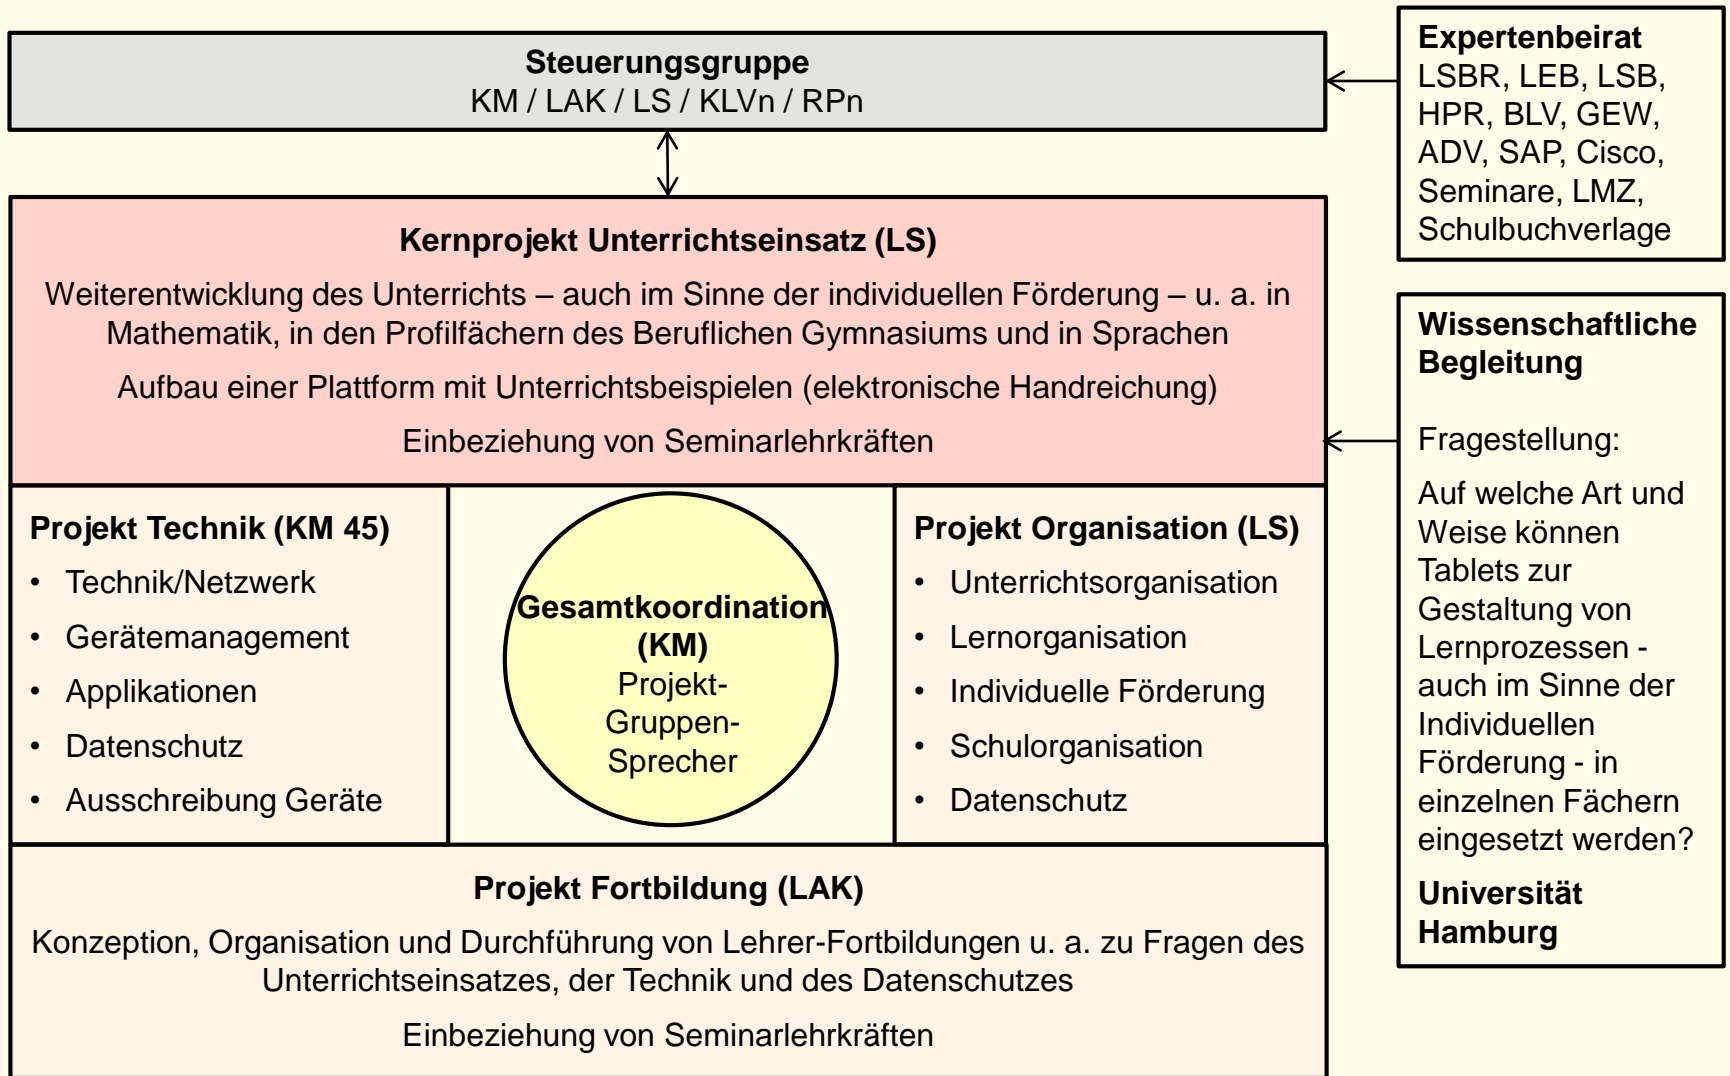 Steuerungsgruppe
KM / LAK / LS / KLVn / RPn
Expertenbeirat
LSBR, LEB, LSB,
HPR, BLV, GEW,
ADV, SAP, Cisco,
Seminare, LMZ,
Schulbuchverlage
Kernprojekt Unterrichtseinsatz (LS)
Weiterentwicklung des Unterrichts – auch im Sinne der individuellen Förderung – u. a. in
Mathematik, in den Profilfächern des Beruflichen Gymnasiums und in Sprachen
Aufbau einer Plattform mit Unterrichtsbeispielen (elektronische Handreichung)
Einbeziehung von Seminarlehrkräften
Wissenschaftliche
Begleitung
Fragestellung:
Auf welche Art und
Weise können
Tablets zur
Gestaltung von
Lernprozessen -
auch im Sinne der
Individuellen
Förderung - in
einzelnen Fächern
eingesetzt werden?
Universität
Hamburg
Projekt Technik (KM 45)
• Technik/Netzwerk
• Gerätemanagement
• Applikationen
• Datenschutz
• Ausschreibung Geräte
Gesamtkoordination
(KM)
Projekt-
Gruppen-
Sprecher
Projekt Organisation (LS)
• Unterrichtsorganisation
• Lernorganisation
• Individuelle Förderung
• Schulorganisation
• Datenschutz
Projekt Fortbildung (LAK)
Konzeption, Organisation und Durchführung von Lehrer-Fortbildungen u. a. zu Fragen des
Unterrichtseinsatzes, der Technik und des Datenschutzes
Einbeziehung von Seminarlehrkräften